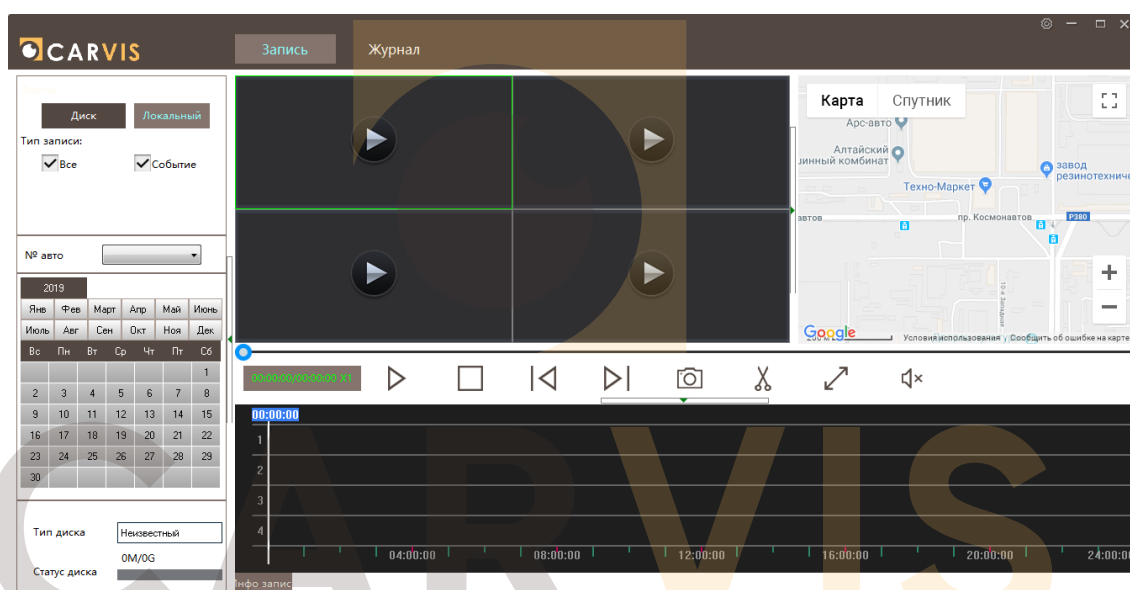 CARVIS
Запись Журнал
Диск Локальный
Тип записи:
Все Событие
№ авто
2019
Янв Фев Март Апр Май Июнь
Июль Авг Сен Окт Ноя Дек
Вс Пн Вт Ср Чт Пт Сб
1
2 3 4 5 6 7 8
9 10 11 12 13 14 15
16 17 18 19 20 21 22
23 24 25 26 27 28 29
30
Тип диска Неизвестный
0M/0G
Статус диска
Карта Спутник
Арс-авто
Алтайский
шинный комбинат
завод
резинотехниче
Техно-Маркет
автов пр. Космонавтов Р380
10-я Западная
Google
Условия использования Сообщить об ошибке на карте
00:00:00/00:00:00 X1
00:00:00
1
2
3
4
04:00:00 08:00:00 12:00:00 16:00:00 20:00:00 24:00:00
Инфо запис
CARVIS